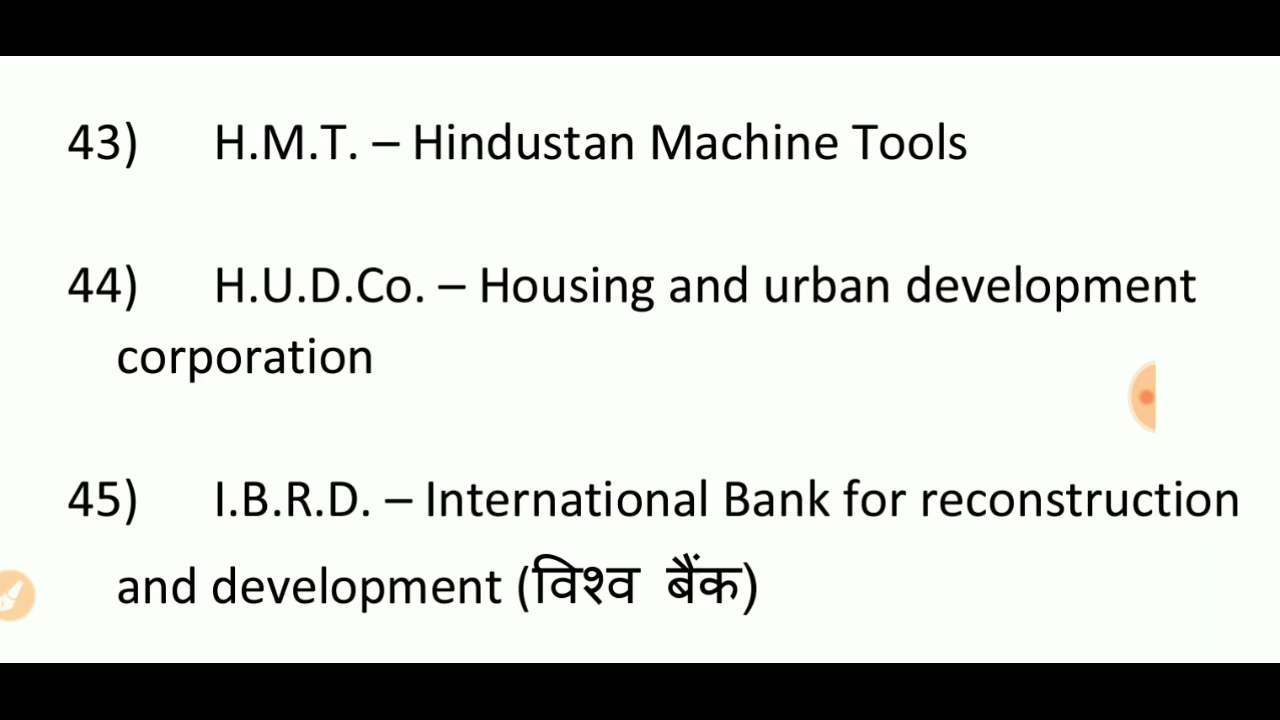 43) H.M.T. – Hindustan Machine Tools
44) H.U.D.Co. – Housing and urban development
corporation
45) I.B.R.D. – International Bank for reconstruction
and development (विश्व बैंक)